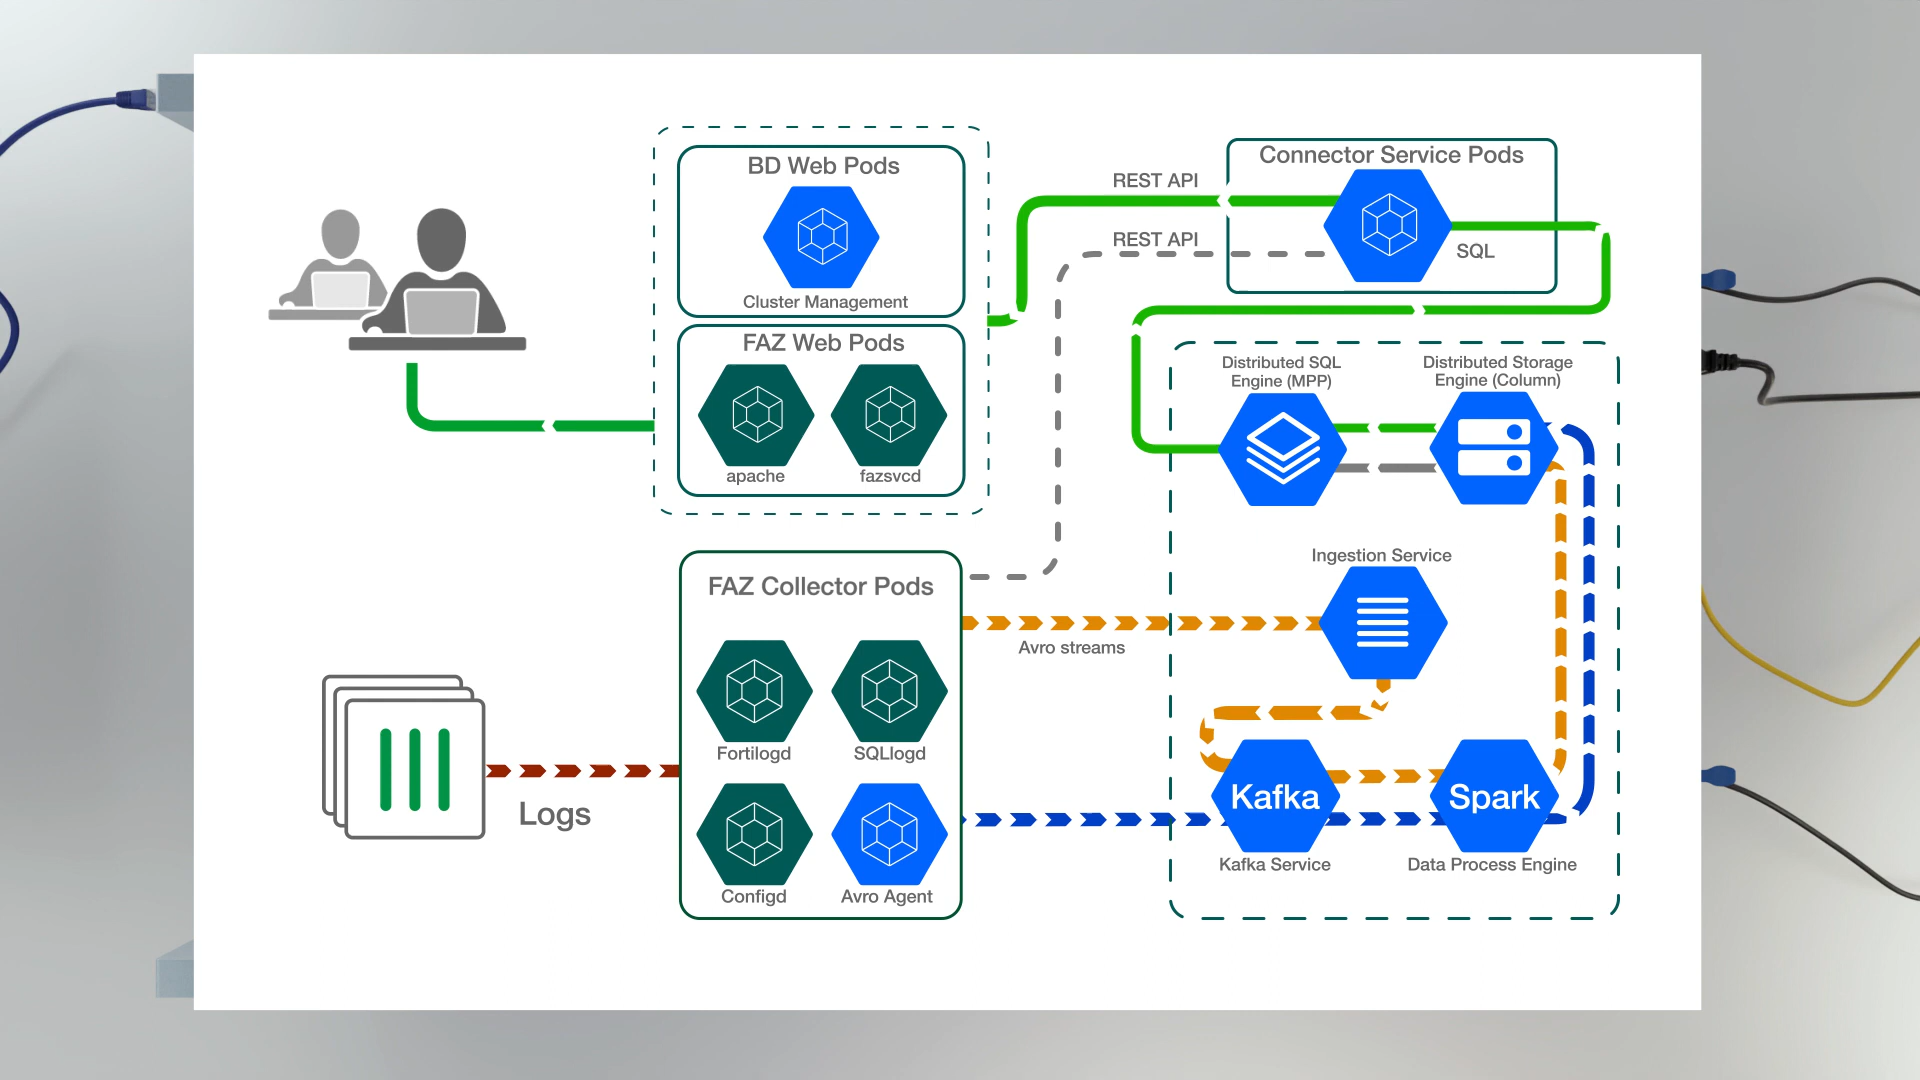 BD Web Pods
Cluster Management
FAZ Web Pods
apache
fazsvcd
REST API
REST API
Connector Service Pods
SQL
Distributed SQL
Engine (MPP)
Distributed Storage
Engine (Column)
FAZ Collector Pods
Fortilogd
SQLlogd
Configd
Avro Agent
Logs
Avro streams
Ingestion Service
Kafka
Kafka Service
Spark
Data Process Engine